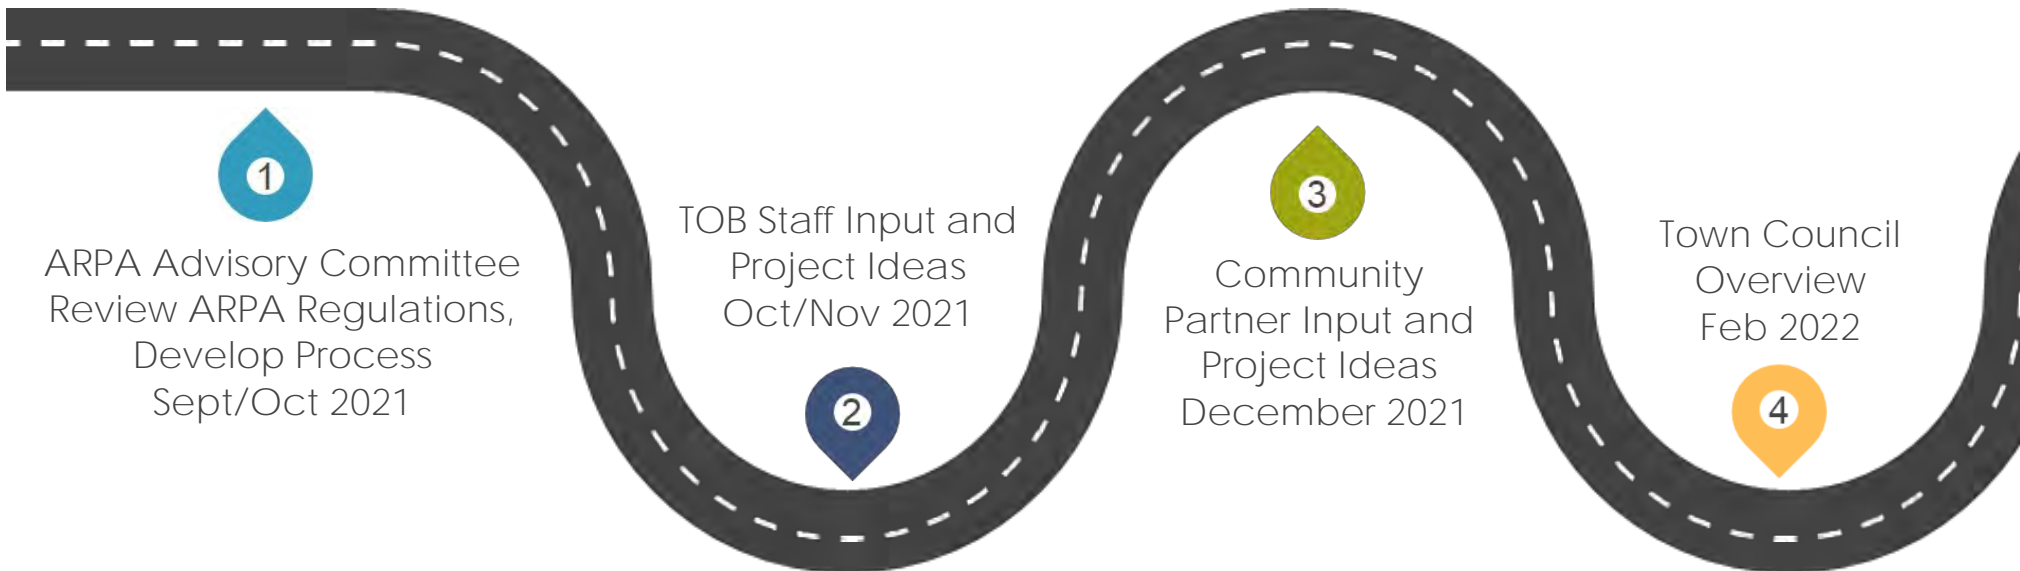 1
ARPA Advisory Committee
Review ARPA Regulations,
Develop Process
Sept/Oct 2021
TOB Staff Input and
Project Ideas
Oct/Nov 2021
2
3
Community
Partner Input and
Project Ideas
December 2021
Town Council
Overview
Feb 2022
4